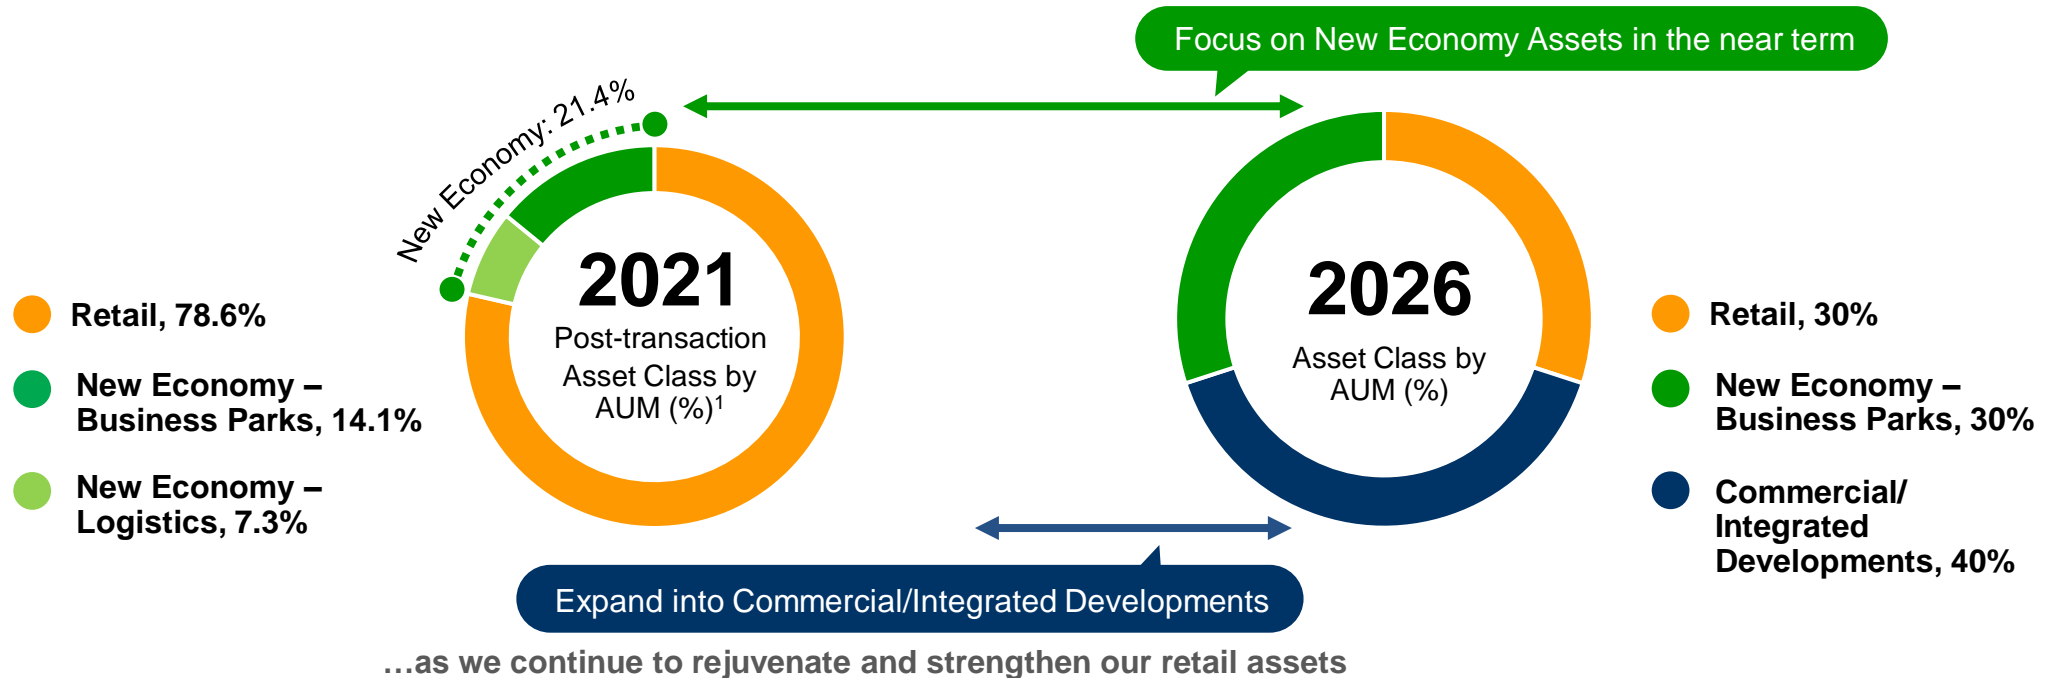 Focus on New Economy Assets in the near term
New Economy: 21.4%
2021
Post-transaction
Asset Class by
AUM (%)1
Retail, 78.6%
New Economy –
Business Parks, 14.1%
New Economy –
Logistics, 7.3%
2026
Asset Class by
AUM (%)
Retail, 30%
New Economy –
Business Parks, 30%
Commercial/
Integrated
Developments, 40%
Expand into Commercial/Integrated Developments
…as we continue to rejuvenate and strengthen our retail assets